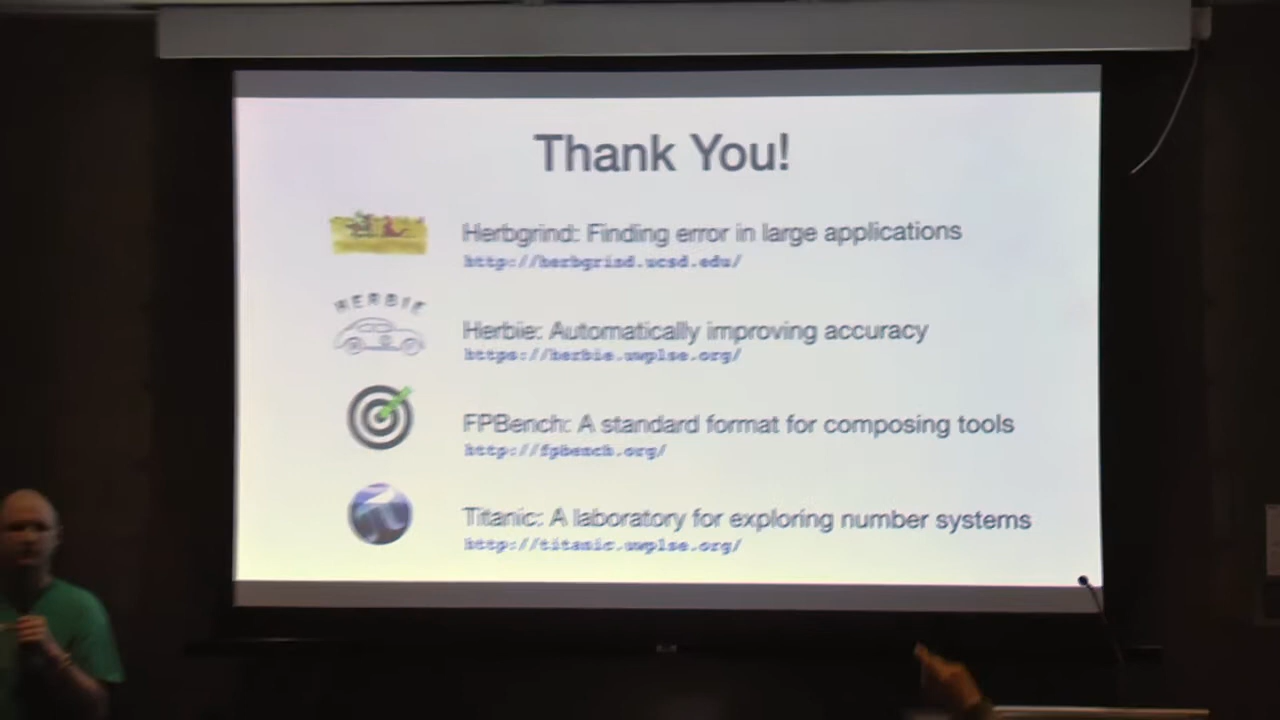 Thank You!
Herbgrind: Finding error in large applications
http://herbgrind.ucsd.edu/
HERBIE
Herbie: Automatically improving accuracy
https://herbie.uwplse.org/
FPBench: A standard format for composing tools
http://fpbench.org/
Titanic: A laboratory for exploring number systems
http://titanic.uwplse.org/